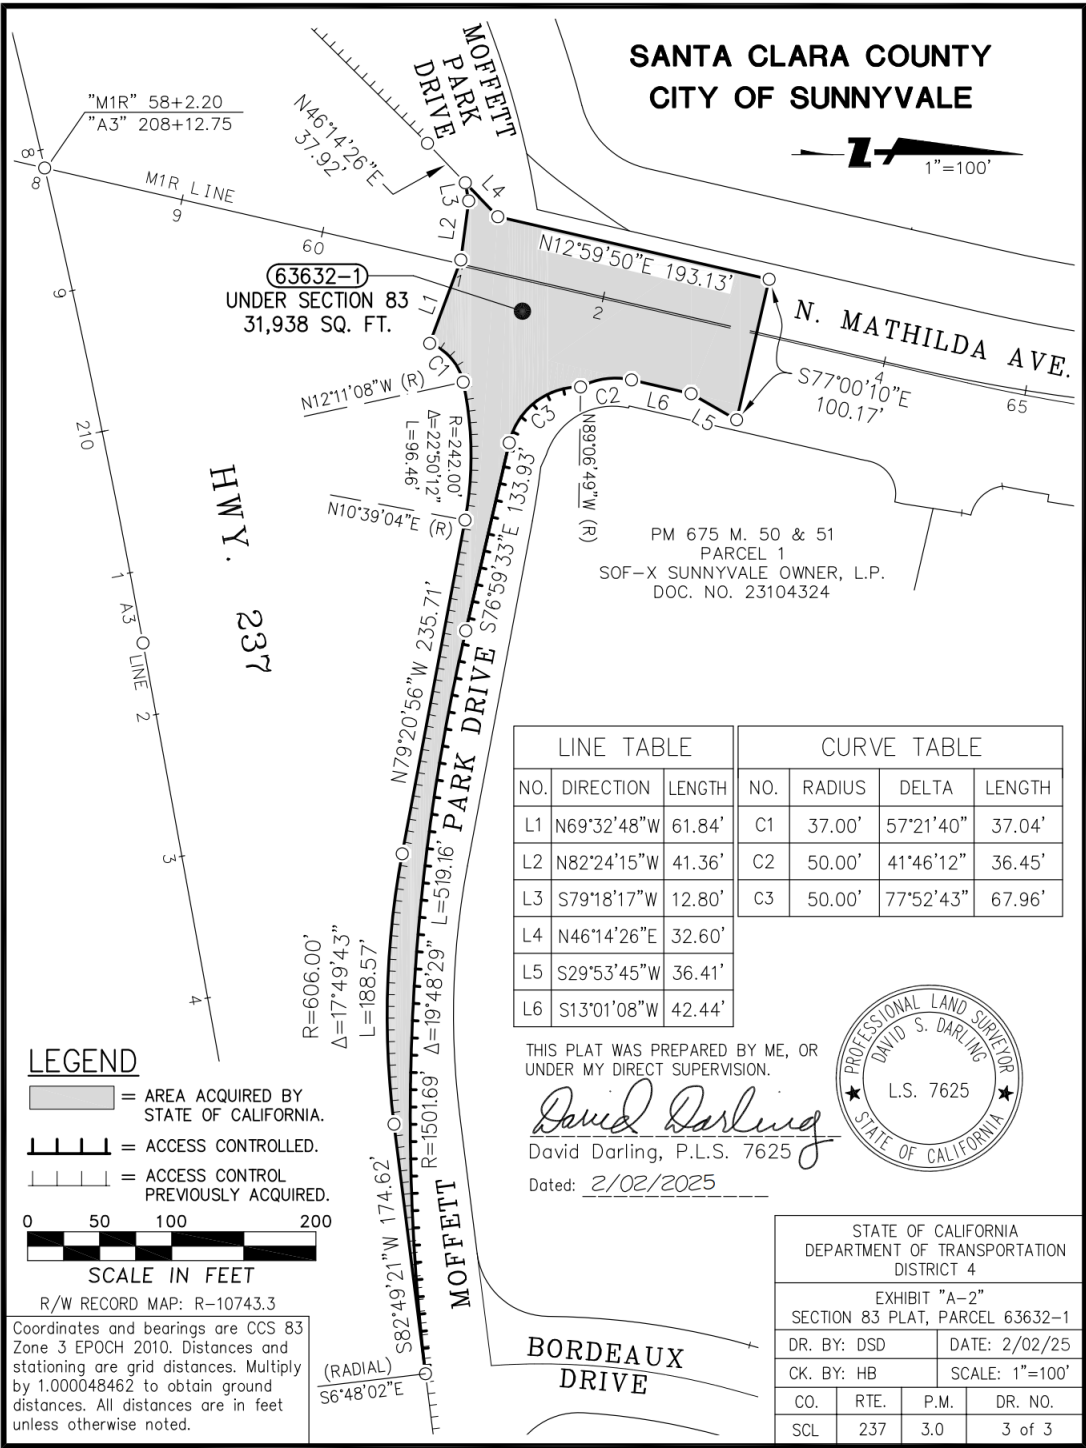 SANTA CLARA COUNTY
CITY OF SUNNYVALE
Z
1"=100'
MOFFETT
PARK
DRIVE
"M1R" 58+2.20
"A3" 208+12.75
N46°14'26"E
37.92'
8
8
M1R LINE
9
60
1
2
4
65
L4
L3
L2
L1
N12°59'50"E 193.13'
63632-1
UNDER SECTION 83
31,938 SQ. FT.
N. MATHILDA AVE.
S77°00'10"E
100.17'
C1
C3
C2
L6
L5
N12°11'08"W (R)
R=242.00'
Δ=22°50'12"
L=96.46'
N10°39'04"E (R)
N89°06'49"W (R)
S76°59'33"E 133.93'
9
210
1
A3 LINE
2
3
4
HWY. 237
PM 675 M. 50 & 51
PARCEL 1
SOF-X SUNNYVALE OWNER, L.P.
DOC. NO. 23104324
N79°20'56"W 235.71'
MOFFETT PARK DRIVE
R=1501.69' Δ=19°48'29" L=519.16'
R=606.00'
Δ=17°49'43"
L=188.57'
S82°49'21"W 174.62'
(RADIAL)
S6°48'02"E
BORDEAUX
DRIVE
LINE TABLE
NO. DIRECTION LENGTH
L1 N69°32'48"W 61.84'
L2 N82°24'15"W 41.36'
L3 S79°18'17"W 12.80'
L4 N46°14'26"E 32.60'
L5 S29°53'45"W 36.41'
L6 S13°01'08"W 42.44'
CURVE TABLE
NO. RADIUS DELTA LENGTH
C1 37.00' 57°21'40" 37.04'
C2 50.00' 41°46'12" 36.45'
C3 50.00' 77°52'43" 67.96'
THIS PLAT WAS PREPARED BY ME, OR
UNDER MY DIRECT SUPERVISION.
David Darling
David Darling, P.L.S. 7625
Dated: 2/02/2025
PROFESSIONAL LAND SURVEYOR
DAVID S. DARLING
L.S. 7625
STATE OF CALIFORNIA
LEGEND
= AREA ACQUIRED BY
STATE OF CALIFORNIA.
= ACCESS CONTROLLED.
= ACCESS CONTROL
PREVIOUSLY ACQUIRED.
0 50 100 200
SCALE IN FEET
R/W RECORD MAP: R-10743.3
Coordinates and bearings are CCS 83
Zone 3 EPOCH 2010. Distances and
stationing are grid distances. Multiply
by 1.000048462 to obtain ground
distances. All distances are in feet
unless otherwise noted.
STATE OF CALIFORNIA
DEPARTMENT OF TRANSPORTATION
DISTRICT 4
EXHIBIT "A-2"
SECTION 83 PLAT, PARCEL 63632-1
DR. BY: DSD DATE: 2/02/25
CK. BY: HB SCALE: 1"=100'
CO. RTE. P.M. DR. NO.
SCL 237 3.0 3 of 3